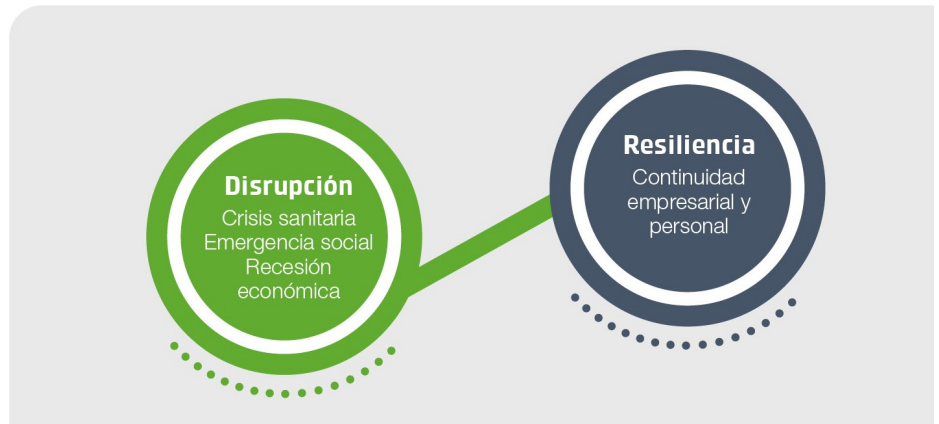 Disrupción
Crisis sanitaria
Emergencia social
Recesión
económica
Resiliencia
Continuidad
empresarial y
personal